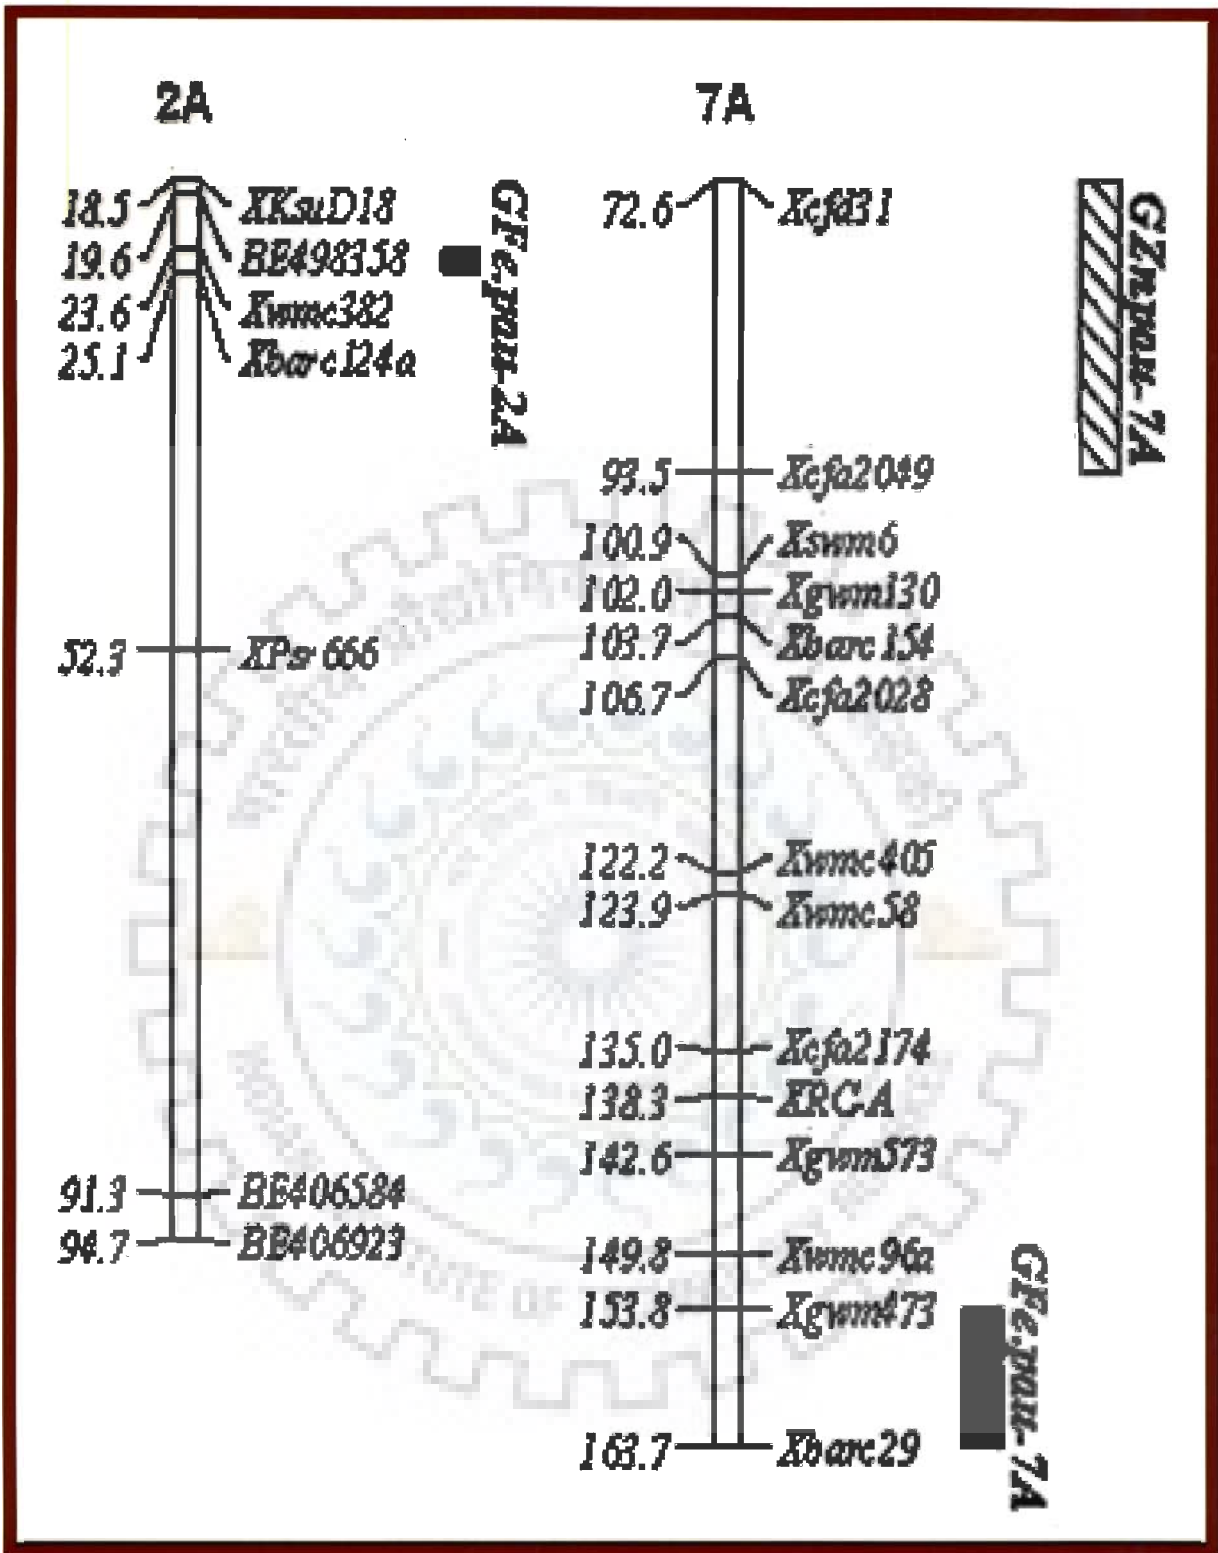 2A
18.5 XKsuD18
19.6 BE498358
23.6 Xwmc382
25.1 Xbarc124a
52.3 XPsr666
91.3 BE406584
94.7 BE406923
GFe.pau-2A
7A
72.6 Xcfd31
93.5 Xcfa2049
100.9 Xswm6
102.0 Xgwm130
103.7 Xbarc154
106.7 Xcfa2028
122.2 Xwmc405
123.9 Xwmc58
135.0 Xcfa2174
138.3 XRC-A
142.6 Xgwm573
149.8 Xwmc96a
153.8 Xgwm473
163.7 Xbarc29
GZn.pau-7A
GFe.pau-7A